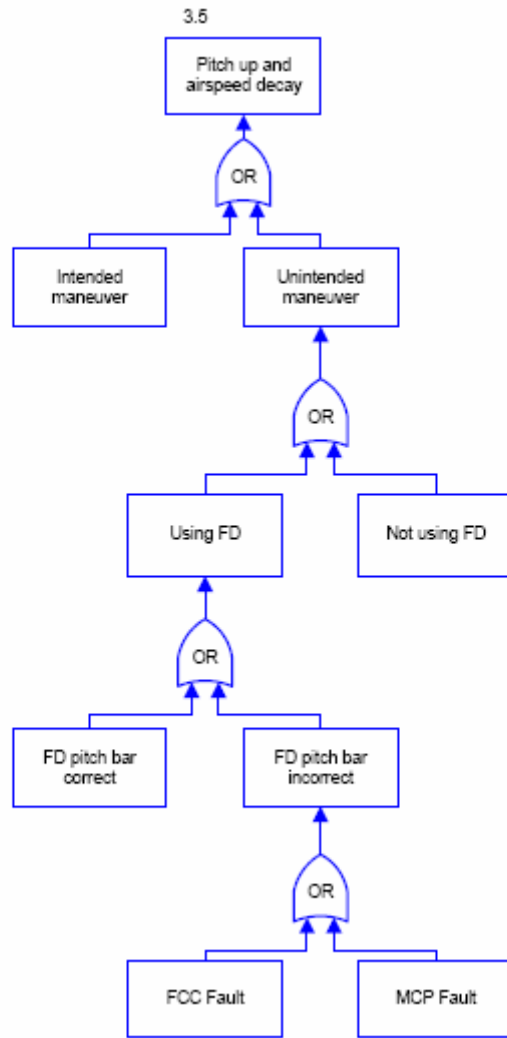 3.5
Pitch up and
airspeed decay
OR
Intended
maneuver
Unintended
maneuver
OR
Using FD
Not using FD
OR
FD pitch bar
correct
FD pitch bar
incorrect
OR
FCC Fault
MCP Fault